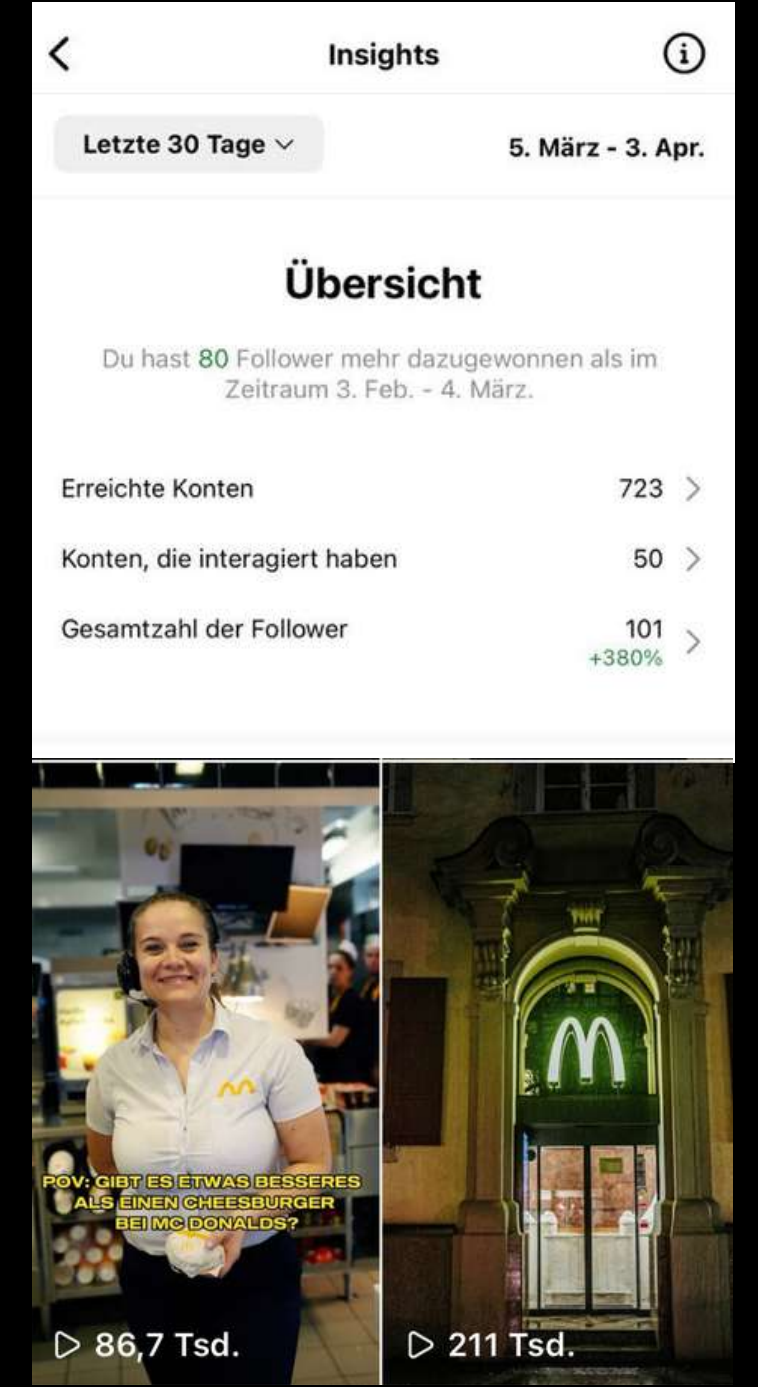 Insights
Letzte 30 Tage
5. März - 3. Apr.
Übersicht
Du hast 80 Follower mehr dazugewonnen als im
Zeitraum 3. Feb. - 4. März.
Erreichte Konten
723
Konten, die interagiert haben
50
Gesamtzahl der Follower
101
+380%
POV: GIBT ES ETWAS BESSERES
ALS EINEN CHEESBURGER
BEI MC DONALDS?
86,7 Tsd.
211 Tsd.